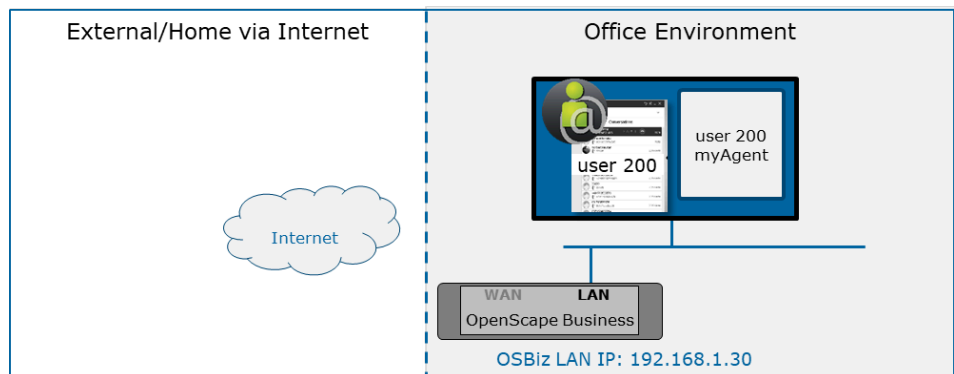 External/Home via Internet
Office Environment
@
user 200
user 200
myAgent
Internet
WAN LAN
OpenScape Business
OSBiz LAN IP: 192.168.1.30